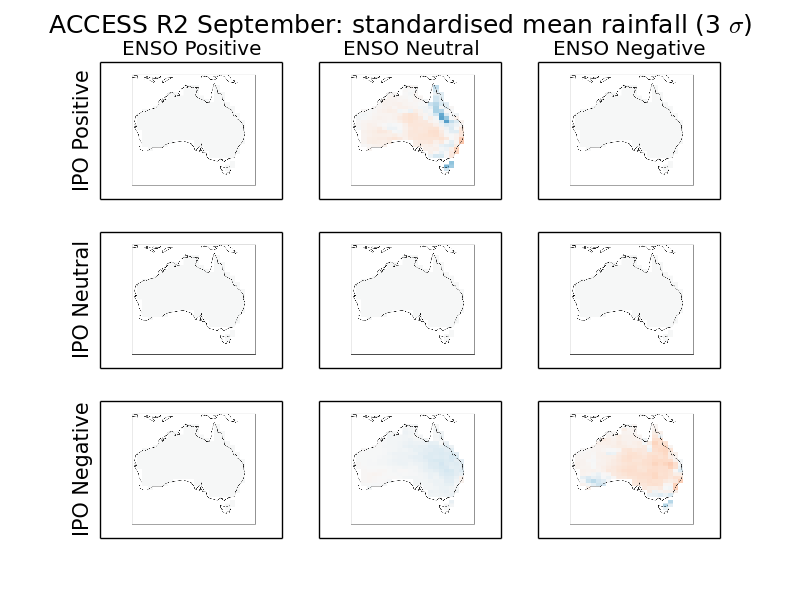 ACCESS R2 September: standardised mean rainfall (3 σ)
ENSO Positive ENSO Neutral ENSO Negative
IPO Positive
IPO Neutral
IPO Negative